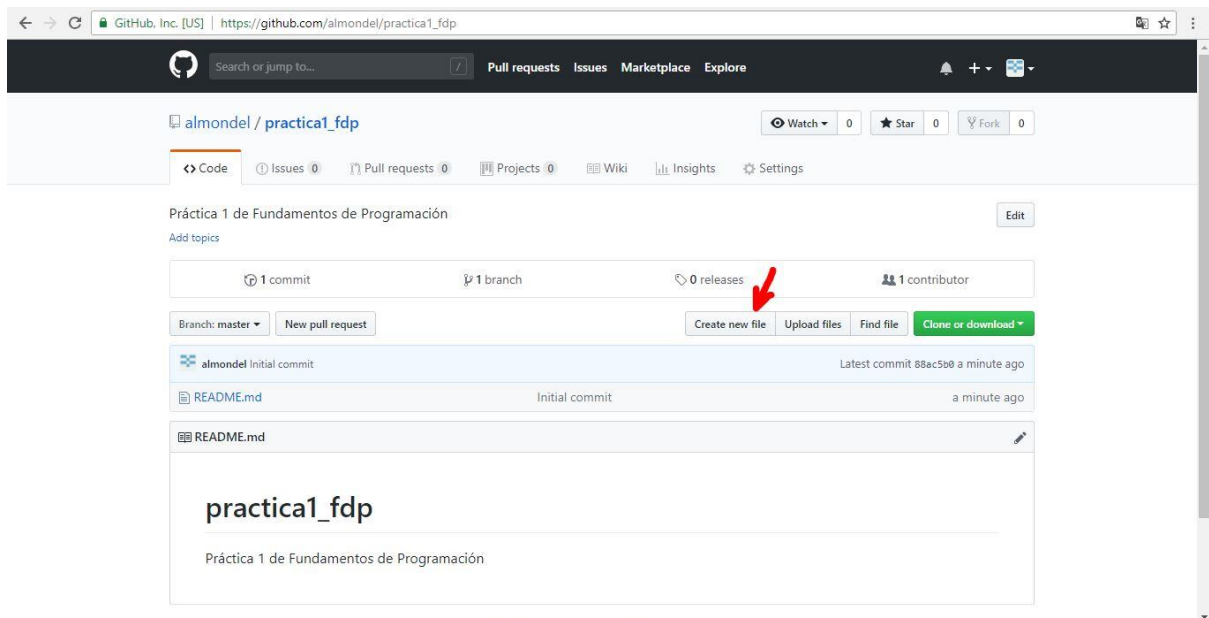 GitHub, Inc. [US] | https://github.com/almondel/practica1_fdp
Search or jump to... / Pull requests Issues Marketplace Explore
almondel / practica1_fdp Watch 0 Star 0 Fork 0
Code Issues 0 Pull requests 0 Projects 0 Wiki Insights Settings
Práctica 1 de Fundamentos de Programación Edit
Add topics
1 commit 1 branch 0 releases 1 contributor
Branch: master New pull request Create new file Upload files Find file Clone or download
almondel Initial commit Latest commit 88ac5b0 a minute ago
README.md Initial commit a minute ago
README.md
practica1_fdp
Práctica 1 de Fundamentos de Programación